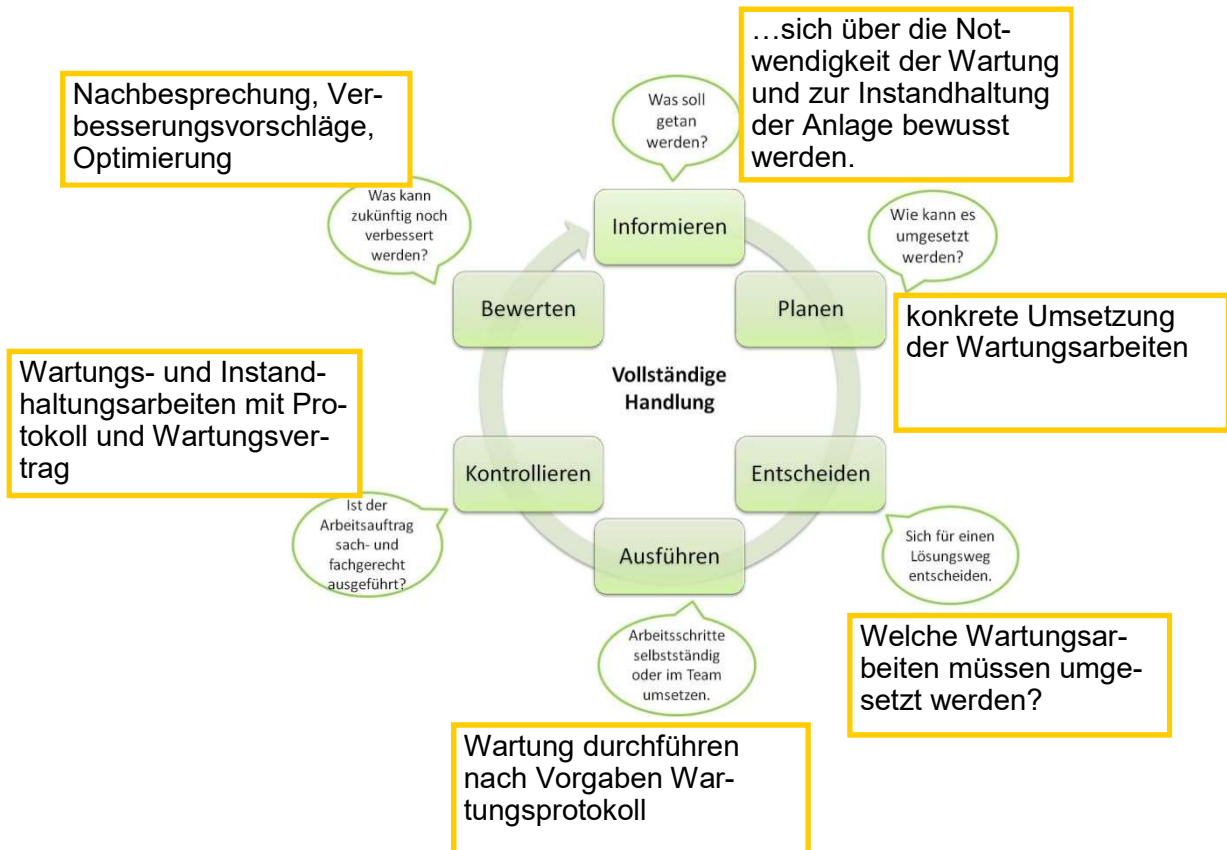 …sich über die Not-
wendigkeit der Wartung
und zur Instandhaltung
der Anlage bewusst
werden.
Nachbesprechung, Ver-
besserungsvorschläge,
Optimierung
Was soll
getan
werden?
Was kann
zukünftig noch
verbessert
werden?
Informieren
Wie kann es
umgesetzt
werden?
Bewerten
Planen
konkrete Umsetzung
der Wartungsarbeiten
Wartungs- und Instand-
haltungsarbeiten mit Pro-
tokoll und Wartungsver-
trag
Vollständige
Handlung
Kontrollieren
Entscheiden
Ist der
Arbeitsauftrag
sach- und
fachgerecht
ausgeführt?
Ausführen
Sich für einen
Lösungsweg
entscheiden.
Arbeitsschritte
selbstständig
oder im Team
umsetzen.
Welche Wartungsar-
beiten müssen umge-
setzt werden?
Wartung durchführen
nach Vorgaben War-
tungsprotokoll